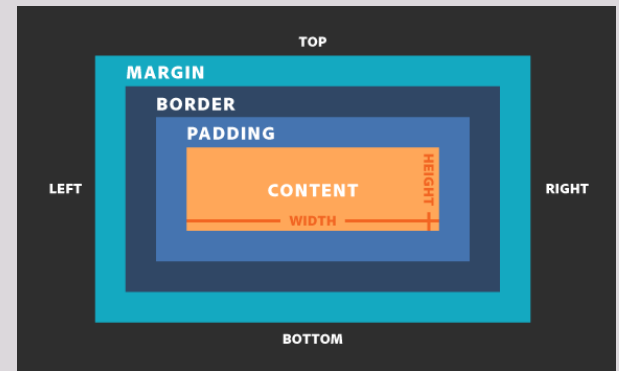 TOP
MARGIN
BORDER
PADDING
LEFT
CONTENT
HEIGHT
RIGHT
WIDTH
BOTTOM